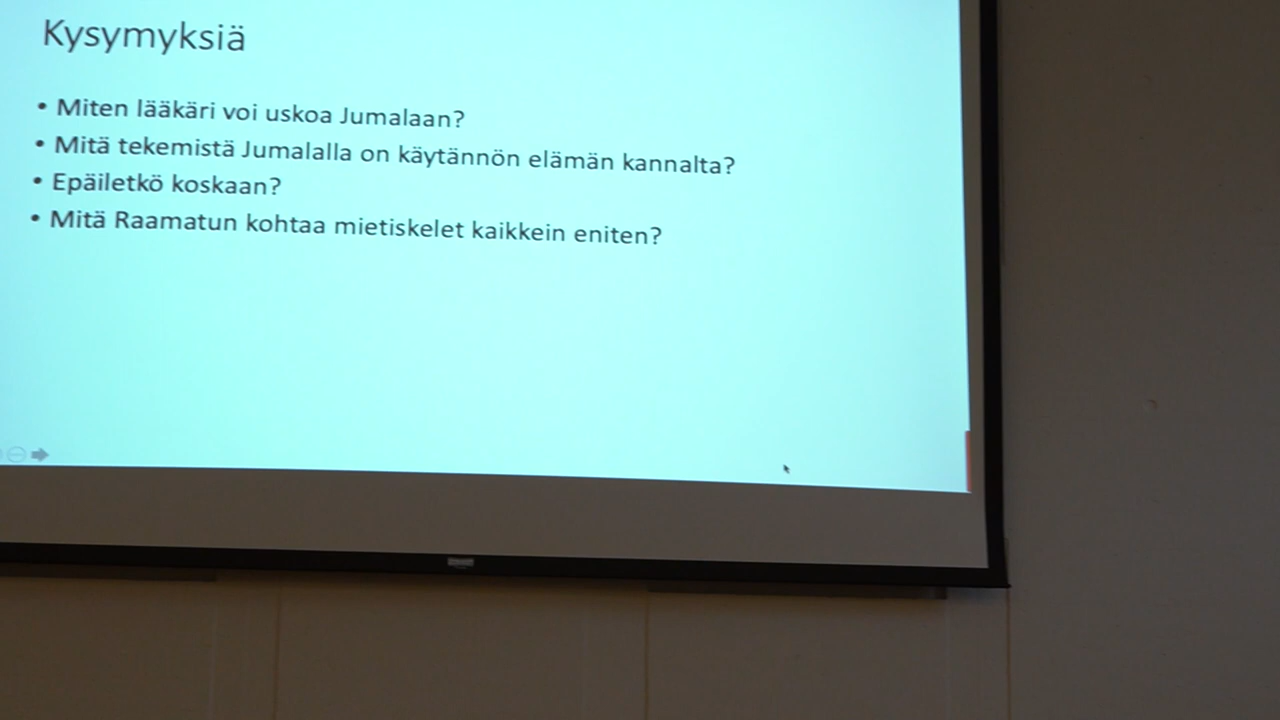 Kysymyksiä
• Miten lääkäri voi uskoa Jumalaan?
• Mitä tekemistä Jumalalla on käytännön elämän kannalta?
• Epäiletkö koskaan?
• Mitä Raamatun kohtaa mietiskelet kaikkein eniten?